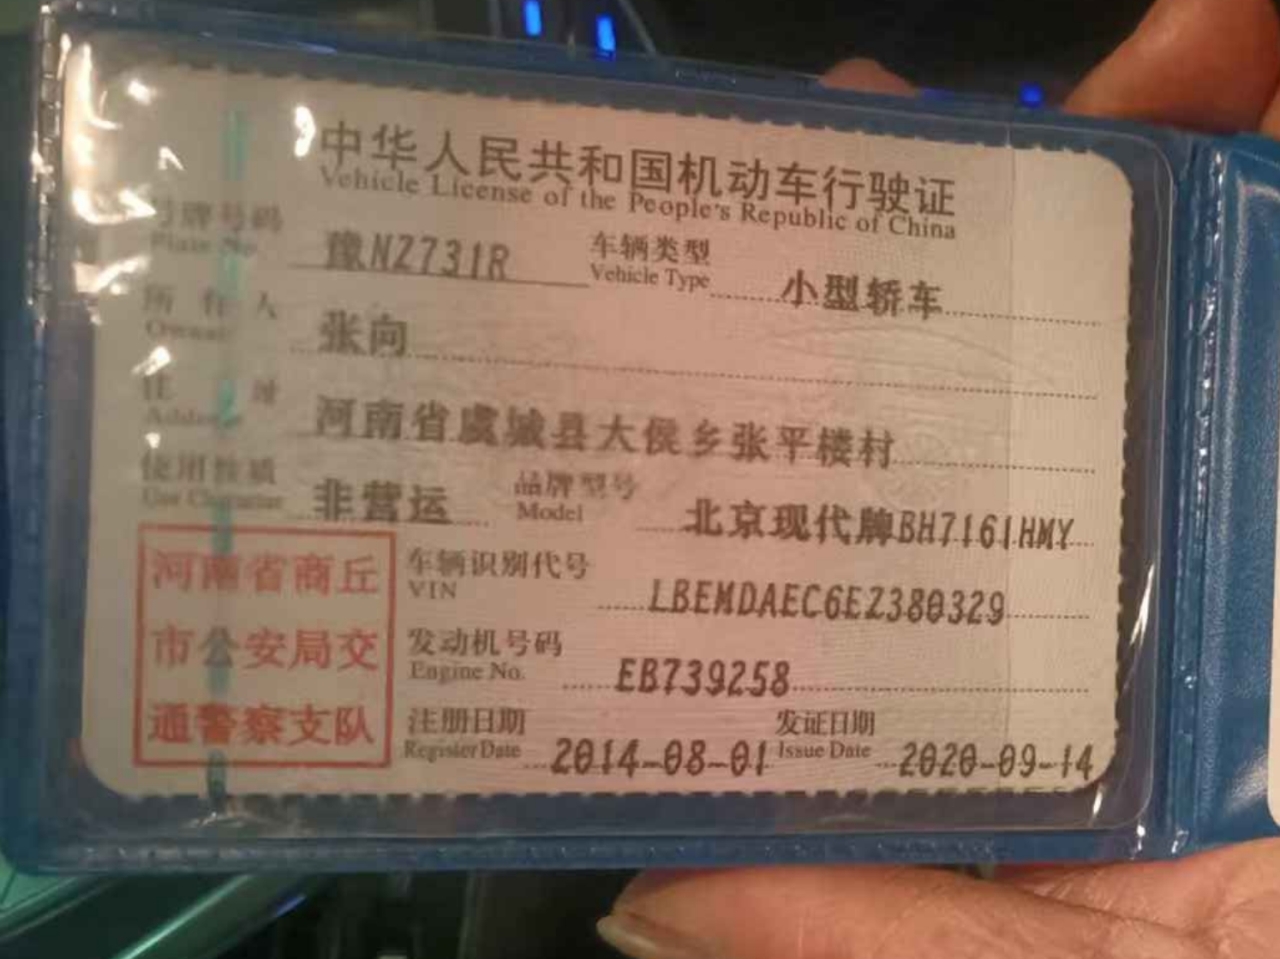 中华人民共和国机动车行驶证
Vehicle License of the People's Republic of China
号牌号码 豫NZ731R 车辆类型 小型轿车
Plate No. Vehicle Type
所有人 张向
Owner
住址 河南省虞城县大侯乡张平楼村
Address
使用性质 非营运 品牌型号 北京现代牌BH7161HMY
Use Character Model
河南省商丘
市公安局交
通警察支队
车辆识别代号 LBEMDAEC6EZ380329
VIN
发动机号码 EB739258
Engine No.
注册日期 2014-08-01 发证日期 2020-09-14
Register Date Issue Date